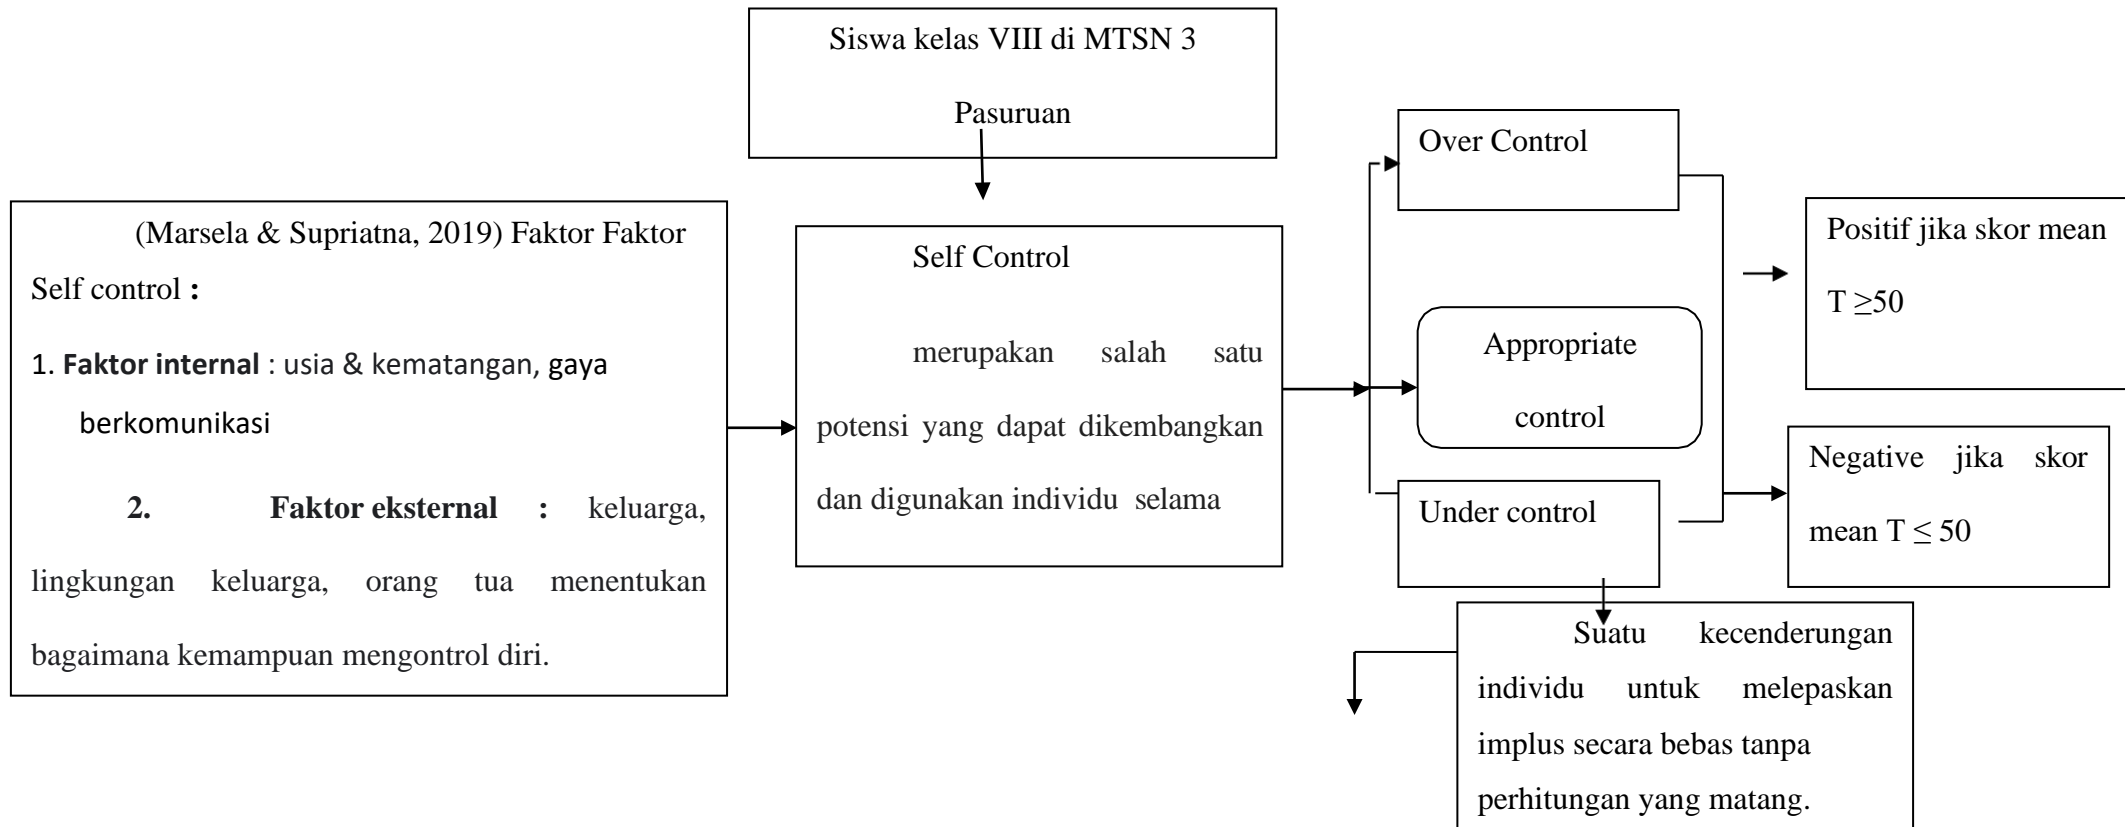 Siswa kelas VIII di MTSN 3
Pasuruan
(Marsela & Supriatna, 2019) Faktor Faktor
Self control :
1. Faktor internal : usia & kematangan, gaya
berkomunikasi
2. Faktor eksternal : keluarga,
lingkungan keluarga, orang tua menentukan
bagaimana kemampuan mengontrol diri.
Self Control
merupakan salah satu
potensi yang dapat dikembangkan
dan digunakan individu selama
Over Control
Appropriate
control
Under control
Positif jika skor mean
T ≥50
Negative jika skor
mean T ≤ 50
Suatu kecenderungan
individu untuk melepaskan
implus secara bebas tanpa
perhitungan yang matang.